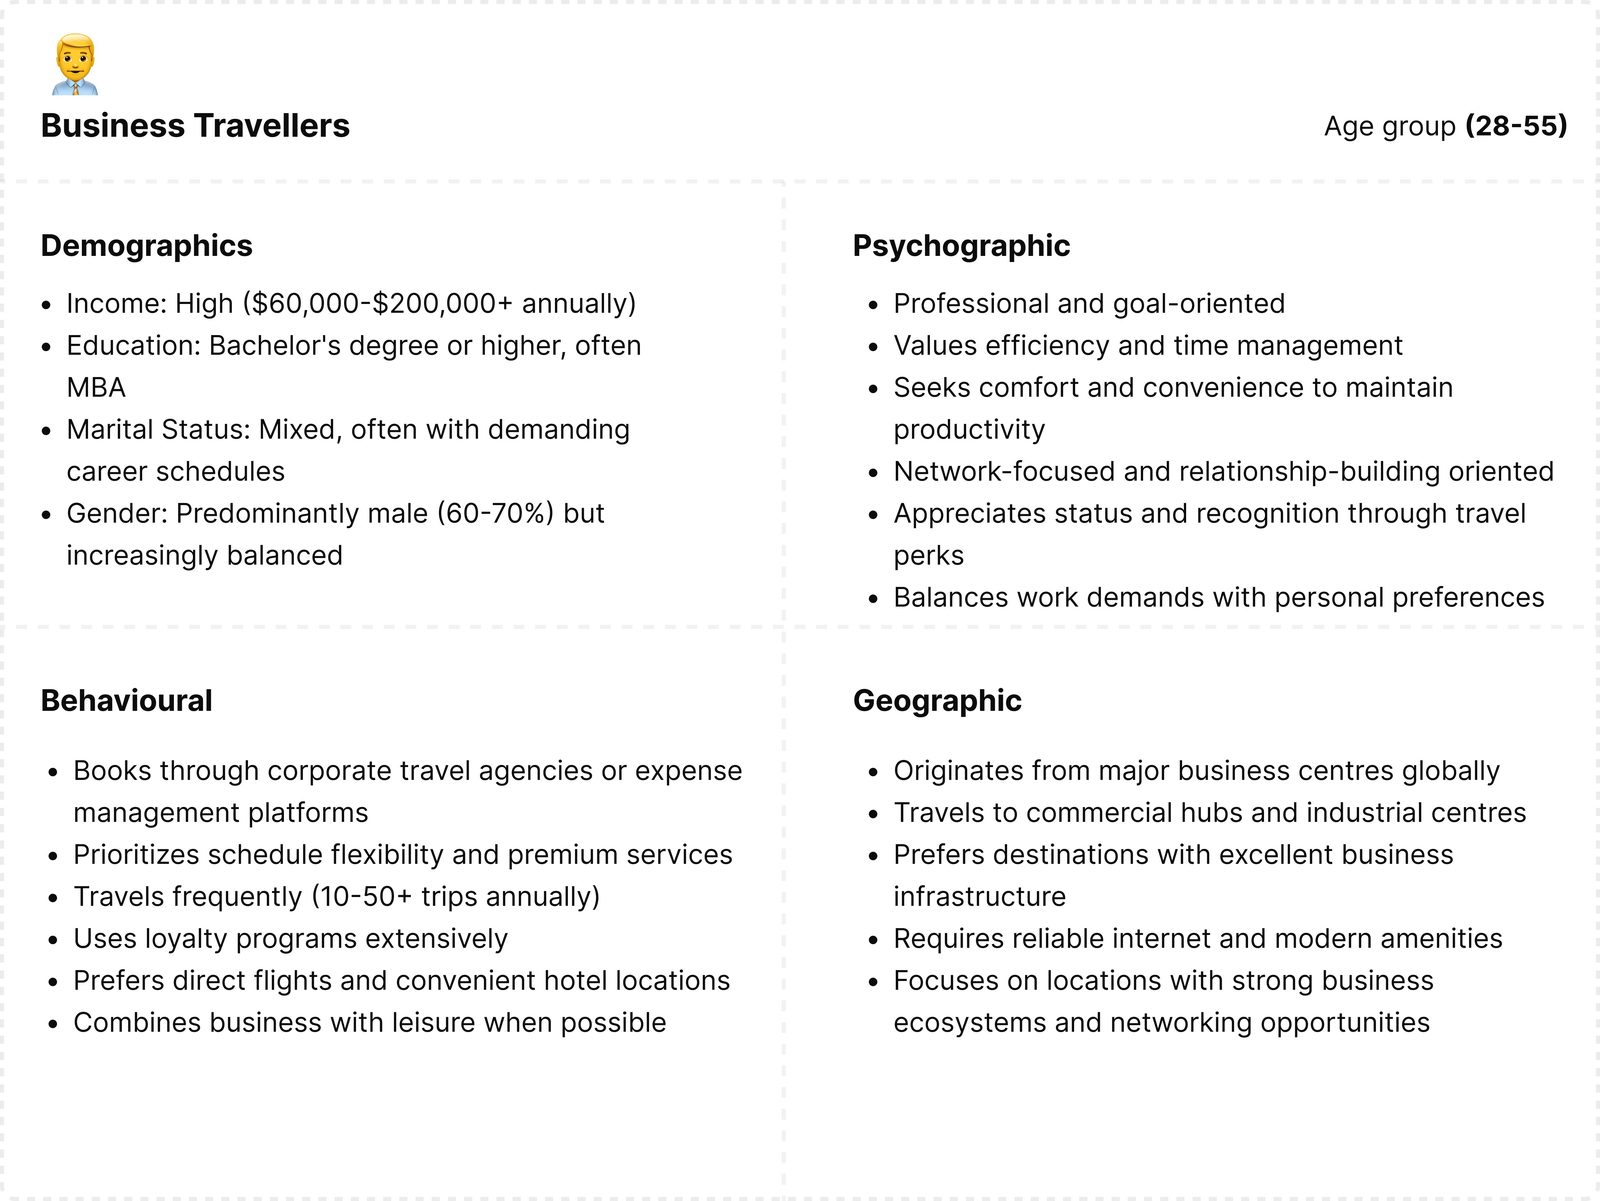 Business Travellers
Age group (28-55)
Demographics
• Income: High ($60,000-$200,000+ annually)
• Education: Bachelor's degree or higher, often
MBA
• Marital Status: Mixed, often with demanding
career schedules
• Gender: Predominantly male (60-70%) but
increasingly balanced
Psychographic
• Professional and goal-oriented
• Values efficiency and time management
• Seeks comfort and convenience to maintain
productivity
• Network-focused and relationship-building oriented
• Appreciates status and recognition through travel
perks
• Balances work demands with personal preferences
Behavioural
• Books through corporate travel agencies or expense
management platforms
• Prioritizes schedule flexibility and premium services
• Travels frequently (10-50+ trips annually)
• Uses loyalty programs extensively
• Prefers direct flights and convenient hotel locations
• Combines business with leisure when possible
Geographic
• Originates from major business centres globally
• Travels to commercial hubs and industrial centres
• Prefers destinations with excellent business
infrastructure
• Requires reliable internet and modern amenities
• Focuses on locations with strong business
ecosystems and networking opportunities